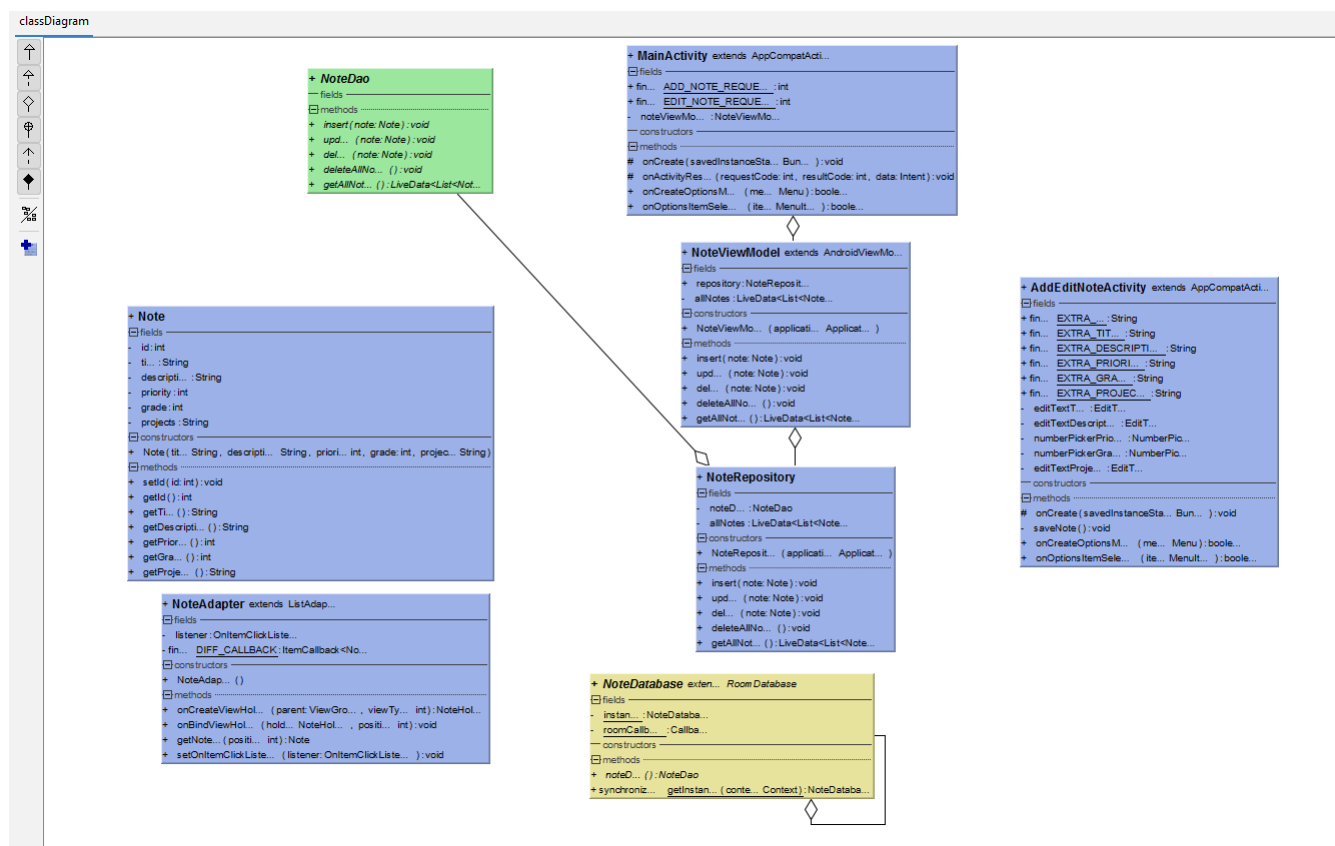 classDiagram
+ NoteDao
fields
methods
+ insert(note: Note):void
+ upd... (note: Note):void
+ del... (note: Note):void
+ deleteAllNo... ():void
+ getAllNot... ():LiveData<List<Not...
+ MainActivity extends AppCompatActi...
fields
+ fin... ADD_NOTE_REQUE... :int
+ fin... EDIT_NOTE_REQUE... :int
- noteViewMo... :NoteViewMo...
constructors
methods
# onCreate(savedInstanceSta... Bun... ):void
# onActivityRes... (requestCode: int, resultCode: int, data: Intent):void
+ onCreateOptionsM... (me... Menu):boole...
+ onOptionsItemSele... (ite... MenuIt... ):boole...
+ NoteViewModel extends AndroidViewMo...
fields
+ repository:NoteReposit...
- allNotes:LiveData<List<Note...
constructors
+ NoteViewMo... (applicati... Applicat... )
methods
+ insert(note: Note):void
+ upd... (note: Note):void
+ del... (note: Note):void
+ deleteAllNo... ():void
+ getAllNot... ():LiveData<List<Note...
+ AddEditNoteActivity extends AppCompatActi...
fields
+ fin... EXTRA_... :String
+ fin... EXTRA_TIT... :String
+ fin... EXTRA_DESCRIPTI... :String
+ fin... EXTRA_PRIORI... :String
+ fin... EXTRA_GRA... :String
+ fin... EXTRA_PROJEC... :String
- editTextT... :EditT...
- editTextDescript... :EditT...
- numberPickerPrio... :NumberPic...
- numberPickerGra... :NumberPic...
- editTextProje... :EditT...
constructors
methods
# onCreate(savedInstanceSta... Bun... ):void
- saveNote():void
+ onCreateOptionsM... (me... Menu):boole...
+ onOptionsItemSele... (ite... MenuIt... ):boole...
+ Note
fields
- id:int
- ti... :String
- descripti... :String
- priority:int
- grade:int
- projects:String
constructors
+ Note(tit... String, descripti... String, priori... int, grade: int, projec... String)
methods
+ setId(id: int):void
+ getId():int
+ getTi... ():String
+ getDescripti... ():String
+ getPrior... ():int
+ getGra... ():int
+ getProje... ():String
+ NoteRepository
fields
- noteD... :NoteDao
- allNotes:LiveData<List<Note...
constructors
+ NoteReposit... (applicati... Applicat... )
methods
+ insert(note: Note):void
+ upd... (note: Note):void
+ del... (note: Note):void
+ deleteAllNo... ():void
+ getAllNot... ():LiveData<List<Note...
+ NoteAdapter extends ListAdap...
fields
- listener:OnItemClickListe...
- fin... DIFF_CALLBACK:ItemCallback<No...
constructors
+ NoteAdap... ()
methods
+ onCreateViewHol... (parent: ViewGro... , viewTy... int):NoteHol...
+ onBindViewHol... (hold... NoteHol... , positi... int):void
+ getNote... (positi... int):Note
+ setOnItemClickListe... (listener: OnItemClickListe... ):void
+ NoteDatabase exten... RoomDatabase
fields
- instan... :NoteDataba...
- roomCallb... :Callba...
constructors
methods
+ noteD... ():NoteDao
+ synchroniz... getInstan... (conte... Context):NoteDataba...